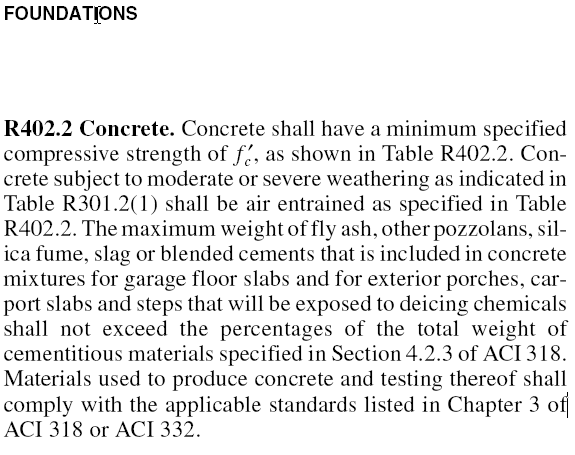 FOUNDATIONS
R402.2 Concrete. Concrete shall have a minimum specified
compressive strength of f′c, as shown in Table R402.2. Con-
crete subject to moderate or severe weathering as indicated in
Table R301.2(1) shall be air entrained as specified in Table
R402.2. The maximum weight of fly ash, other pozzolans, sil-
ica fume, slag or blended cements that is included in concrete
mixtures for garage floor slabs and for exterior porches, car-
port slabs and steps that will be exposed to deicing chemicals
shall not exceed the percentages of the total weight of
cementitious materials specified in Section 4.2.3 of ACI 318.
Materials used to produce concrete and testing thereof shall
comply with the applicable standards listed in Chapter 3 of
ACI 318 or ACI 332.